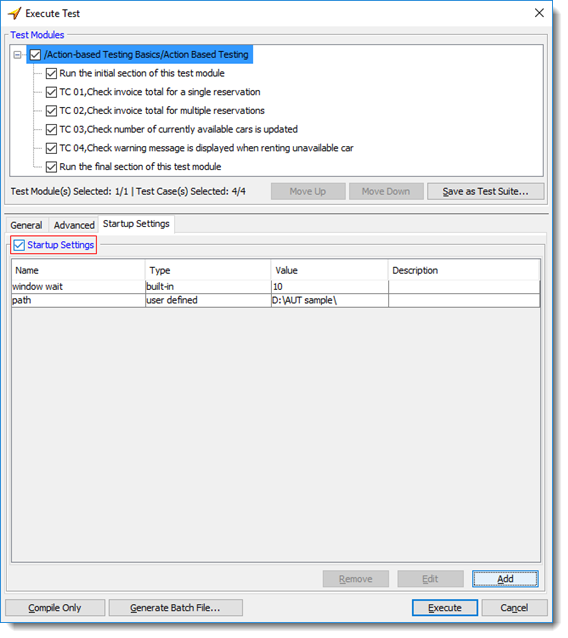 Execute Test
Test Modules
/Action-based Testing Basics/Action Based Testing
Run the initial section of this test module
TC 01,Check invoice total for a single reservation
TC 02,Check invoice total for multiple reservations
TC 03,Check number of currently available cars is updated
TC 04,Check warning message is displayed when renting unavailable car
Run the final section of this test module
Test Module(s) Selected: 1/1 | Test Case(s) Selected: 4/4 Move Up Move Down Save as Test Suite...
General Advanced Startup Settings
Startup Settings
Name Type Value Description
window wait built-in 10
path user defined D:\AUT sample\
Remove Edit Add
Compile Only Generate Batch File... Execute Cancel